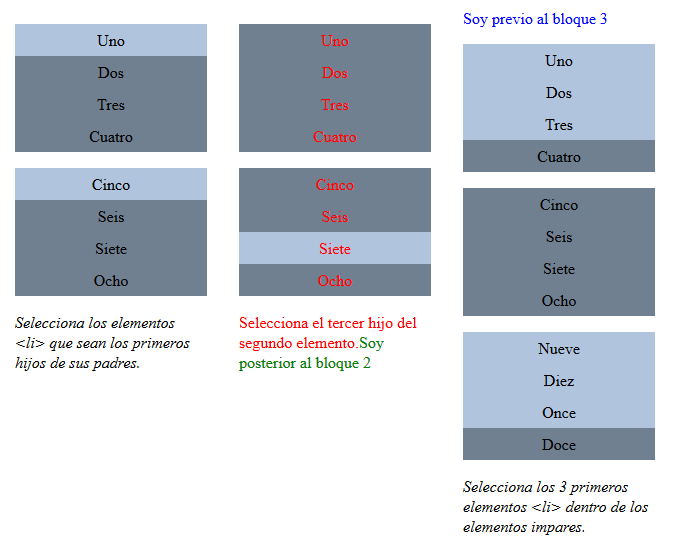 Uno
Dos
Tres
Cuatro
Cinco
Seis
Siete
Ocho
Selecciona los elementos
<li> que sean los primeros
hijos de sus padres.
Uno
Dos
Tres
Cuatro
Cinco
Seis
Siete
Ocho
Selecciona el tercer hijo del
segundo elemento.Soy
posterior al bloque 2
Soy previo al bloque 3
Uno
Dos
Tres
Cuatro
Cinco
Seis
Siete
Ocho
Nueve
Diez
Once
Doce
Selecciona los 3 primeros
elementos <li> dentro de los
elementos impares.